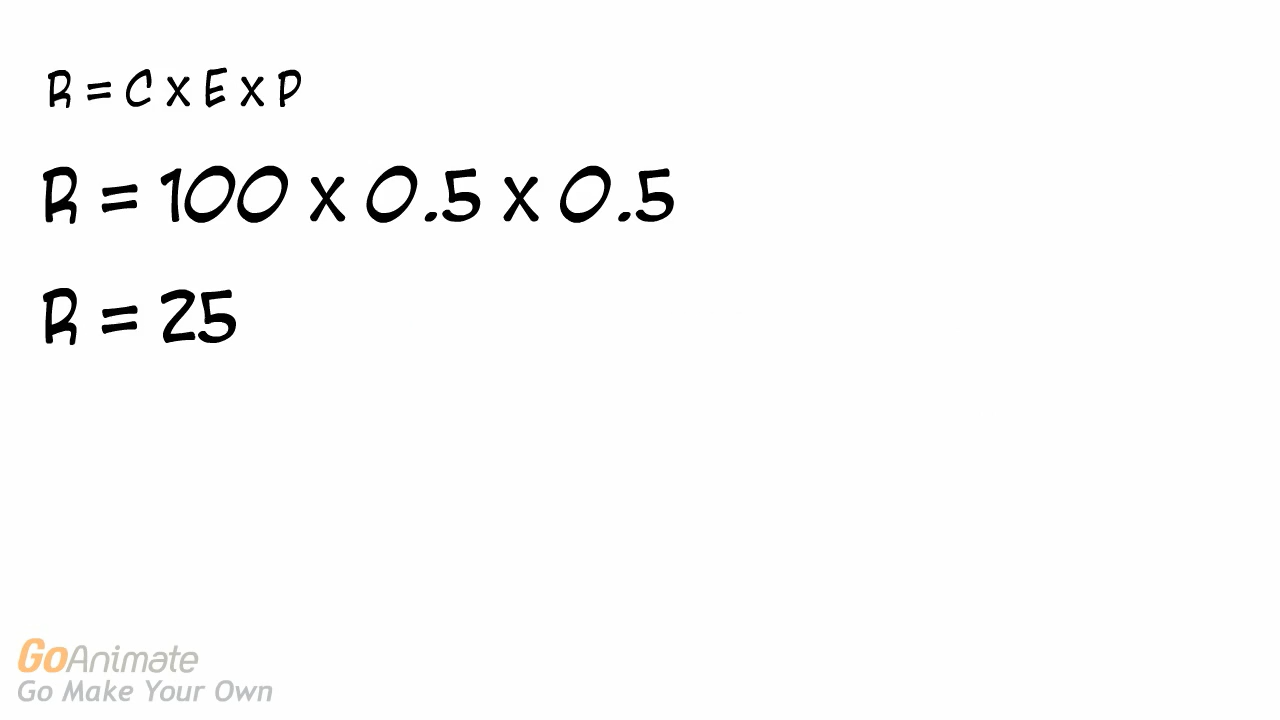 R = C x E x P
R = 100 x 0.5 x 0.5
R = 25
GoAnimate
Go Make Your Own